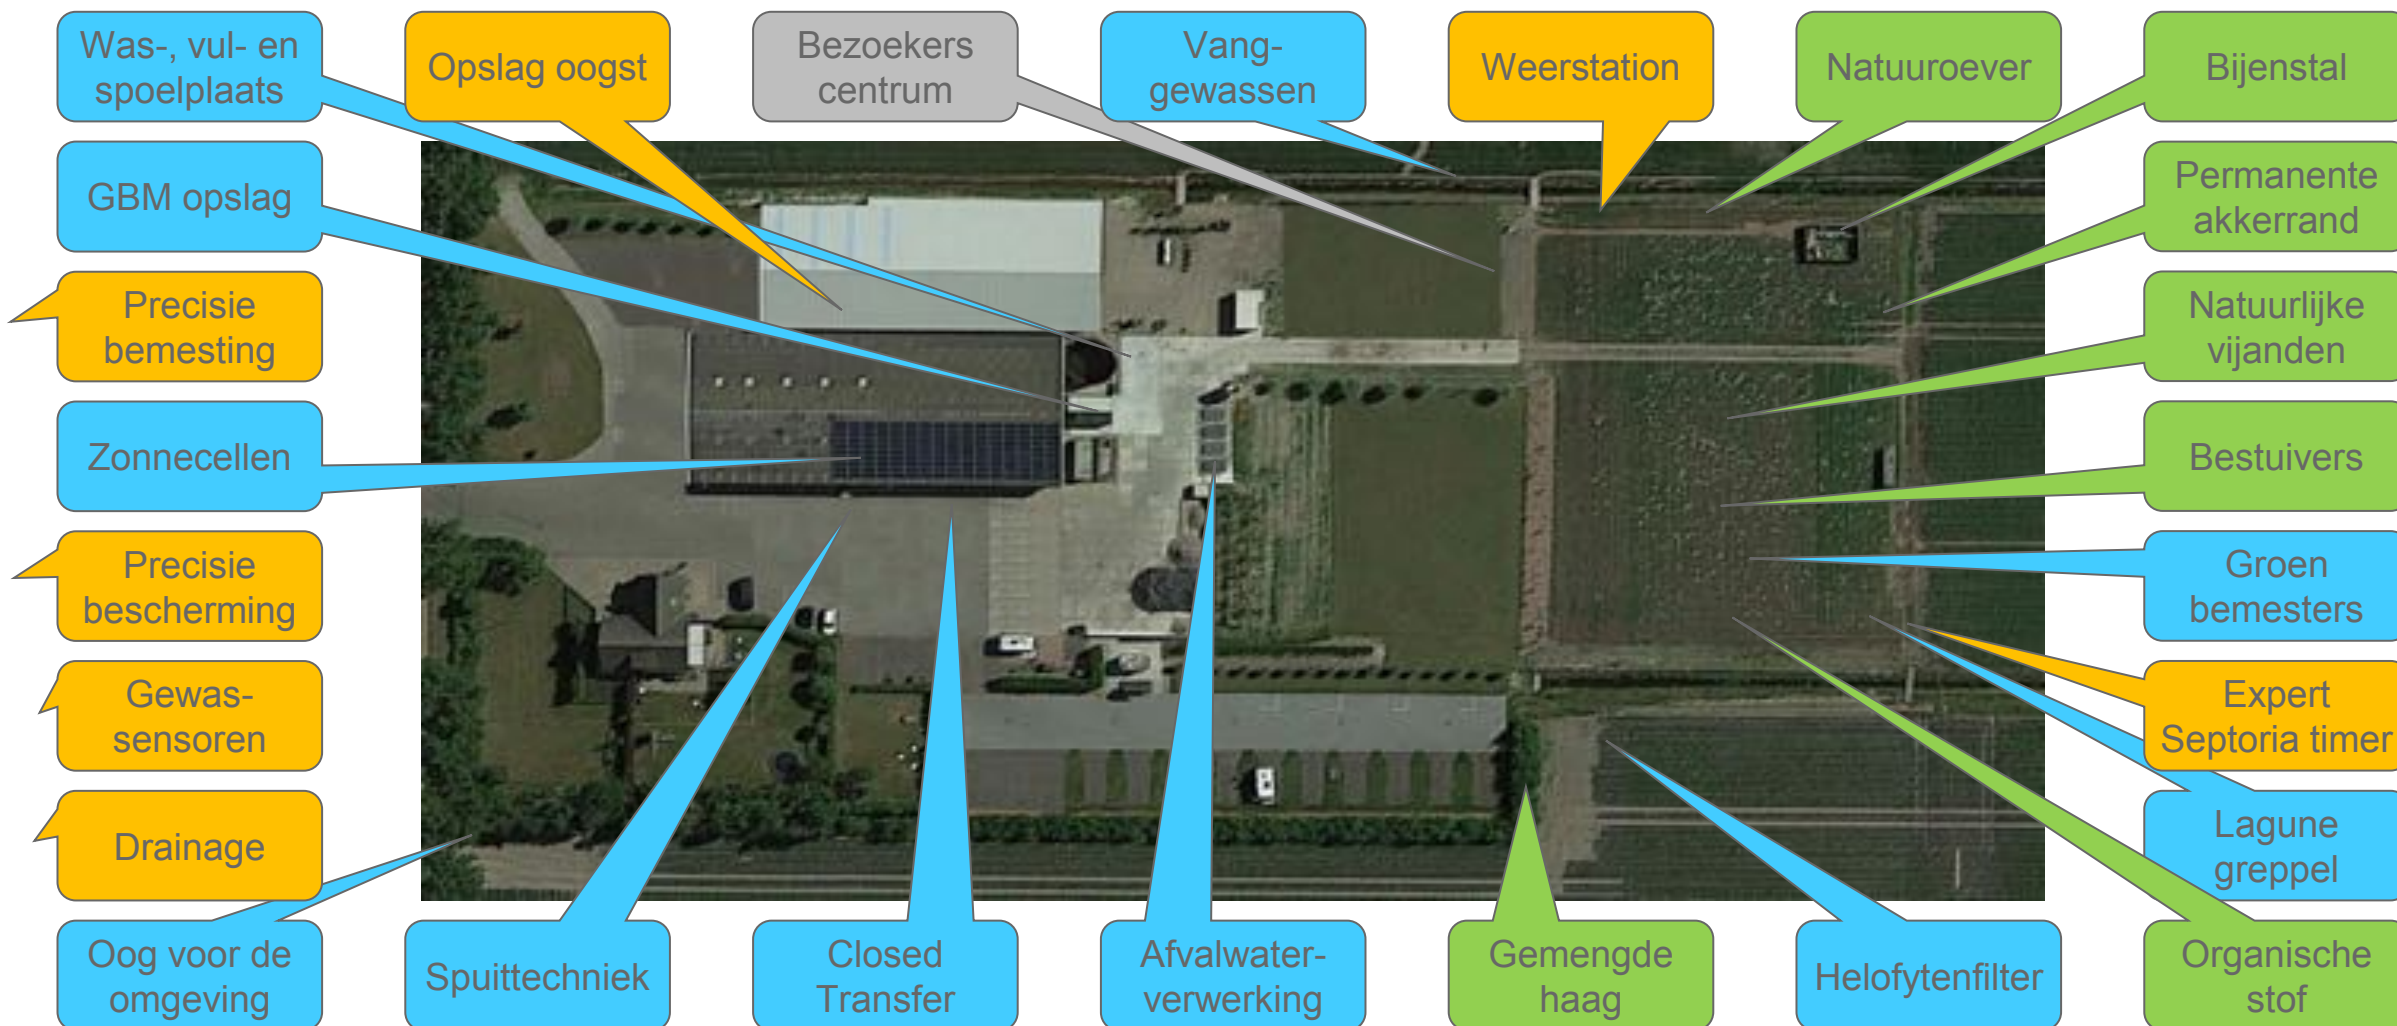 Was-, vul- en
spoelplaats
Opslag oogst
Bezoekers
centrum
Vang-
gewassen
Weerstation
Natuuroever
Bijenstal
GBM opslag
Permanente
akkerrand
Precisie
bemesting
Natuurlijke
vijanden
Zonnecellen
Bestuivers
Precisie
bescherming
Groen
bemesters
Gewas-
sensoren
Expert
Septoria timer
Drainage
Lagune
greppel
Oog voor de
omgeving
Spuittechniek
Closed
Transfer
Afvalwater-
verwerking
Gemengde
haag
Helofytenfilter
Organische
stof